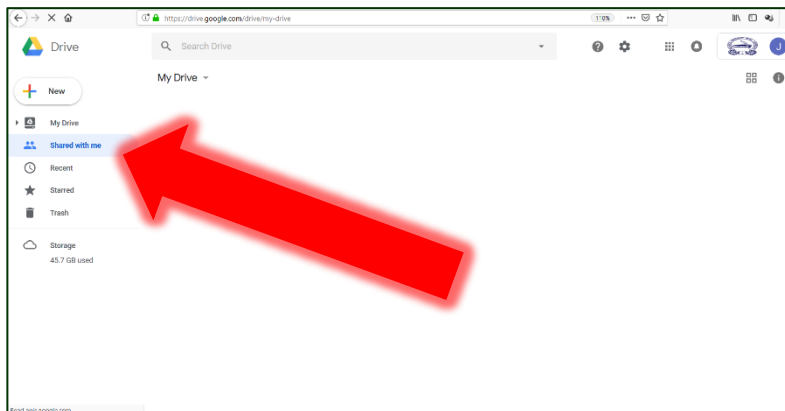 https://drive.google.com/drive/my-drive
110%
Drive
Search Drive
J
My Drive
New
My Drive
Shared with me
Recent
Starred
Trash
Storage
45.7 GB used